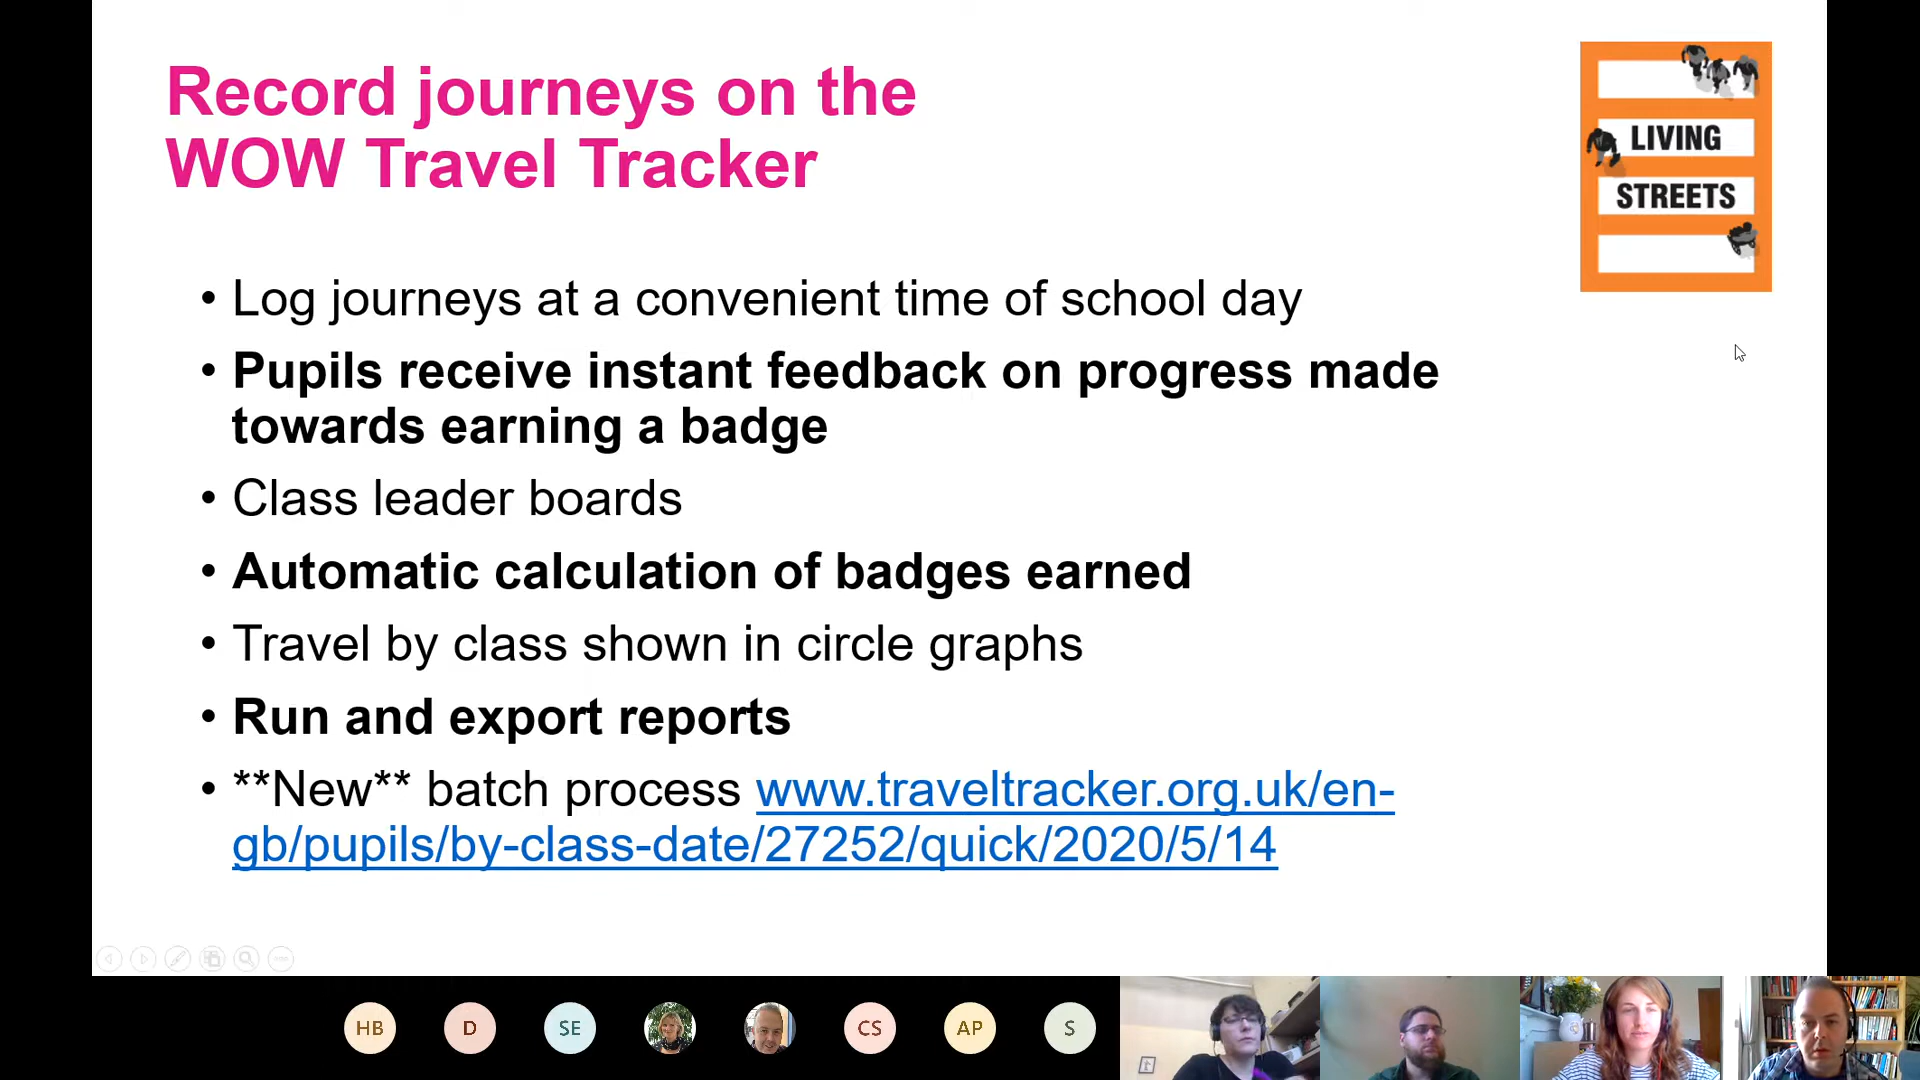 Record journeys on the
WOW Travel Tracker
LIVING
STREETS
• Log journeys at a convenient time of school day
• Pupils receive instant feedback on progress made
towards earning a badge
• Class leader boards
• Automatic calculation of badges earned
• Travel by class shown in circle graphs
• Run and export reports
• **New** batch process www.traveltracker.org.uk/en-
gb/pupils/by-class-date/27252/quick/2020/5/14
HB D SE CS AP S